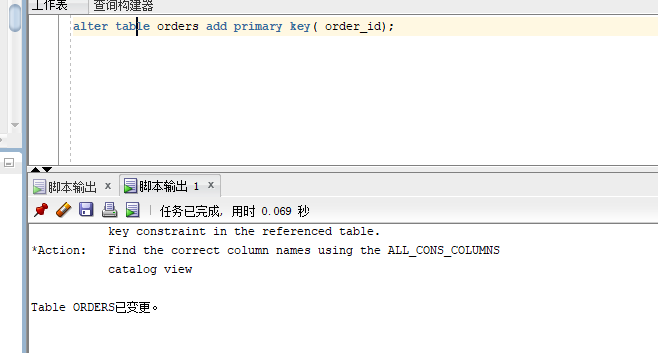 工作表 查询构建器
alter table orders add primary key( order_id);
脚本输出 x 脚本输出 1 x
任务已完成, 用时 0.069 秒
key constraint in the referenced table.
*Action: Find the correct column names using the ALL_CONS_COLUMNS
catalog view
Table ORDERS已变更。